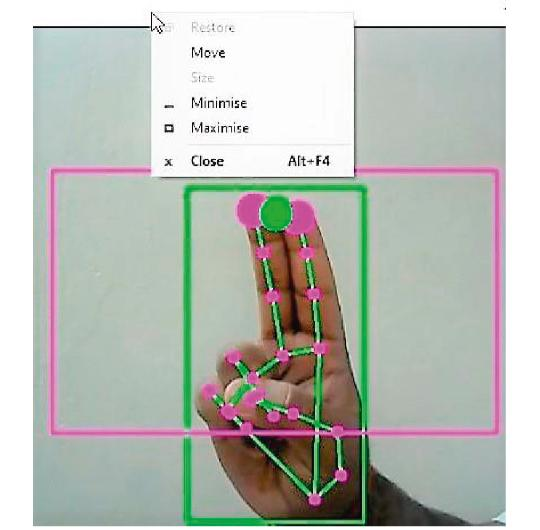 Restore
Move
Size
Minimise
Maximise
x Close Alt+F4